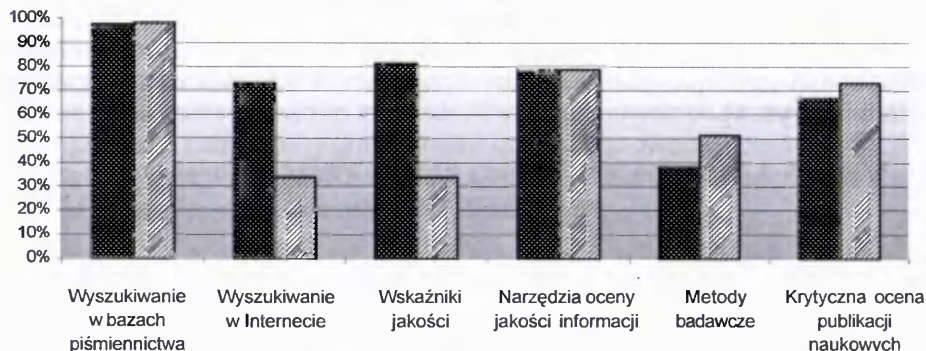 100%
90%
80%
70%
60%
50%
40%
30%
20%
10%
0%
Wyszukiwanie
w bazach
piśmiennictwa
Wyszukiwanie
w Internecie
Wskaźniki
jakości
Narzędzia oceny
jakości informacji
Metody
badawcze
Krytyczna ocena
publikacji
naukowych